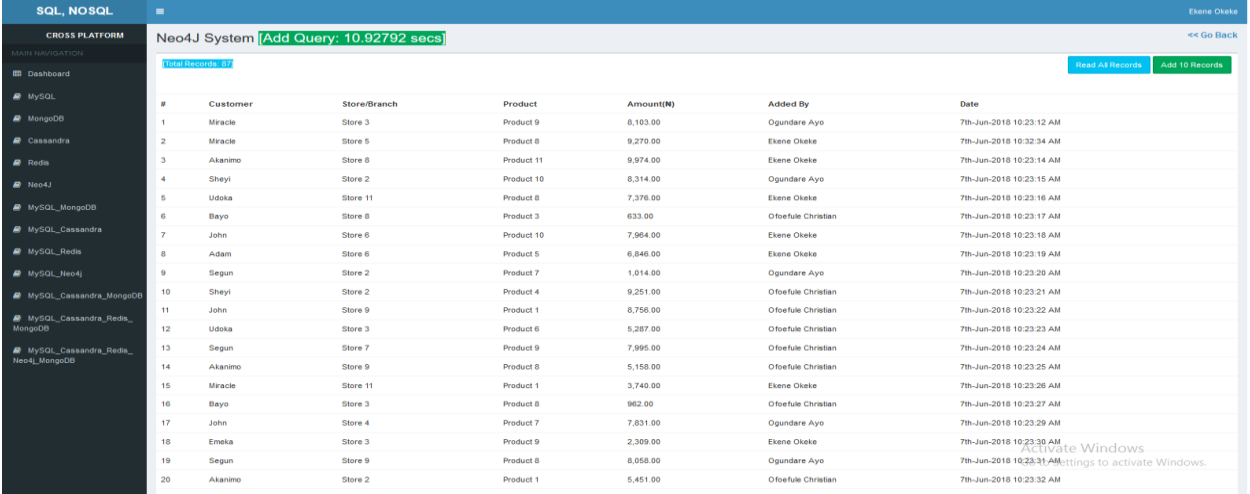 SQL, NOSQL
Ekene Okeke
CROSS PLATFORM
MAIN NAVIGATION
Dashboard
MySQL
MongoDB
Cassandra
Redis
Neo4J
MySQL_MongoDB
MySQL_Cassandra
MySQL_Redis
MySQL_Neo4j
MySQL_Cassandra_MongoDB
MySQL_Cassandra_Redis_
MongoDB
MySQL_Cassandra_Redis_
Neo4j_MongoDB
Neo4J System [Add Query: 10.92792 secs]
<< Go Back
[Total Records: 87]
Read All Records Add 10 Records
# Customer Store/Branch Product Amount(₦) Added By Date
1 Miracle Store 3 Product 9 8,103.00 Ogundare Ayo 7th-Jun-2018 10:23:12 AM
2 Miracle Store 5 Product 8 9,270.00 Ekene Okeke 7th-Jun-2018 10:32:34 AM
3 Akanimo Store 8 Product 11 9,974.00 Ekene Okeke 7th-Jun-2018 10:23:14 AM
4 Sheyi Store 2 Product 10 8,314.00 Ogundare Ayo 7th-Jun-2018 10:23:15 AM
5 Udoka Store 11 Product 8 7,376.00 Ekene Okeke 7th-Jun-2018 10:23:16 AM
6 Bayo Store 8 Product 3 633.00 Ofoefule Christian 7th-Jun-2018 10:23:17 AM
7 John Store 6 Product 10 7,964.00 Ekene Okeke 7th-Jun-2018 10:23:18 AM
8 Adam Store 6 Product 5 6,846.00 Ekene Okeke 7th-Jun-2018 10:23:19 AM
9 Segun Store 2 Product 7 1,014.00 Ogundare Ayo 7th-Jun-2018 10:23:20 AM
10 Sheyi Store 2 Product 4 9,251.00 Ofoefule Christian 7th-Jun-2018 10:23:21 AM
11 John Store 9 Product 1 8,756.00 Ofoefule Christian 7th-Jun-2018 10:23:22 AM
12 Udoka Store 3 Product 6 5,287.00 Ofoefule Christian 7th-Jun-2018 10:23:23 AM
13 Segun Store 7 Product 9 7,995.00 Ofoefule Christian 7th-Jun-2018 10:23:24 AM
14 Akanimo Store 9 Product 8 5,158.00 Ofoefule Christian 7th-Jun-2018 10:23:25 AM
15 Miracle Store 11 Product 1 3,740.00 Ekene Okeke 7th-Jun-2018 10:23:26 AM
16 Bayo Store 3 Product 8 962.00 Ofoefule Christian 7th-Jun-2018 10:23:27 AM
17 John Store 4 Product 7 7,831.00 Ogundare Ayo 7th-Jun-2018 10:23:29 AM
18 Emeka Store 3 Product 9 2,309.00 Ekene Okeke 7th-Jun-2018 10:23:30 AM
19 Segun Store 9 Product 8 8,058.00 Ogundare Ayo 7th-Jun-2018 10:23:31 AM
20 Akanimo Store 2 Product 1 5,451.00 Ofoefule Christian 7th-Jun-2018 10:23:32 AM
Activate Windows
Go to Settings to activate Windows.